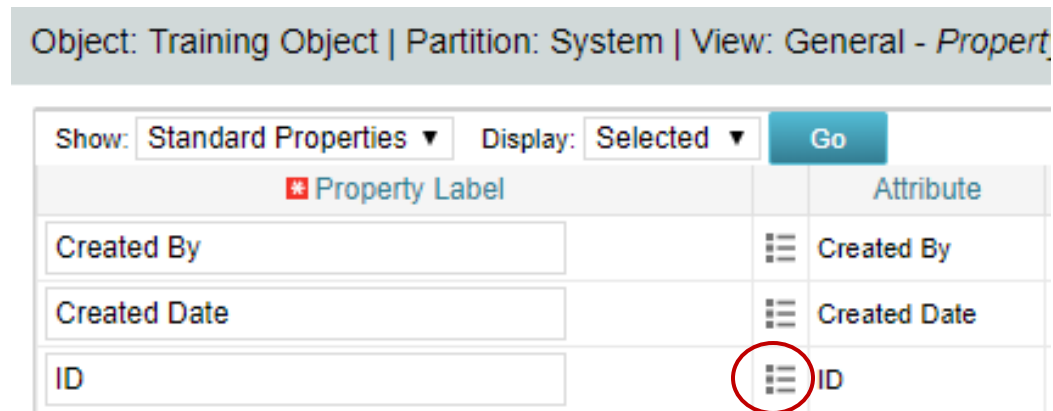 Object: Training Object | Partition: System | View: General - Property
Show: Standard Properties ▼ Display: Selected ▼ Go
Property Label Attribute
Created By Created By
Created Date Created Date
ID ID